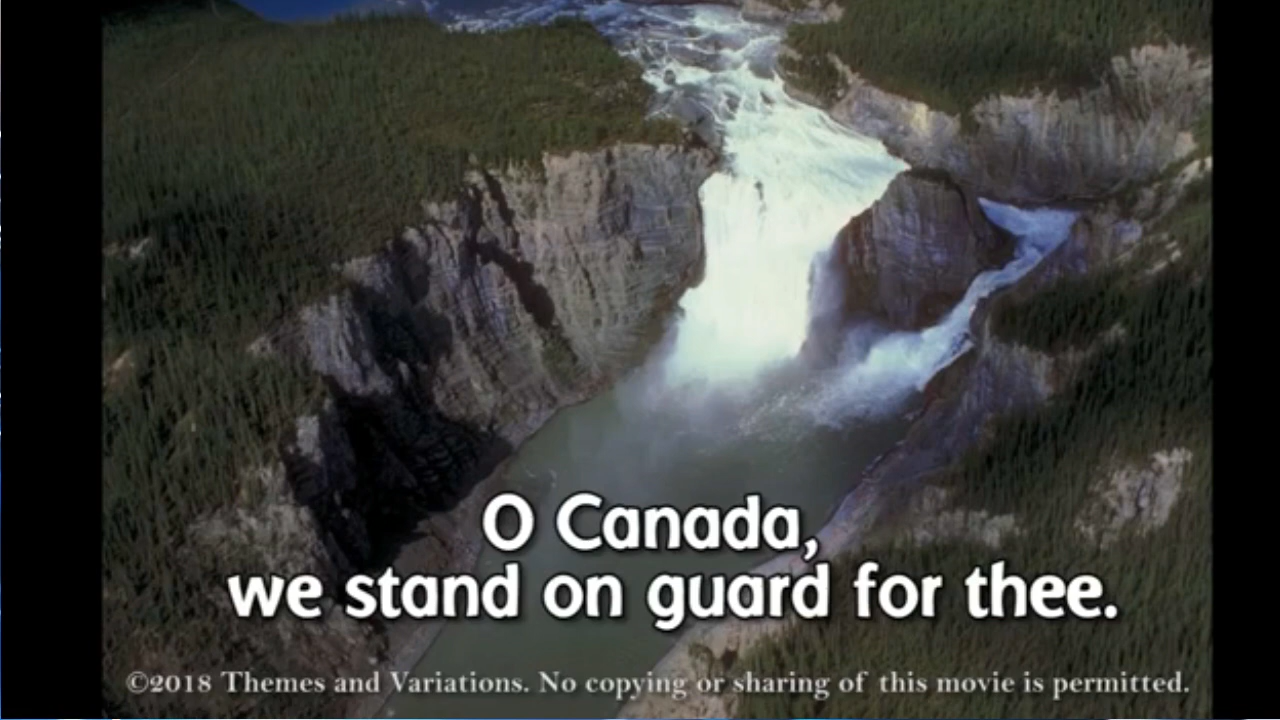 O Canada,
we stand on guard for thee.
©2018 Themes and Variations. No copying or sharing of this movie is permitted.